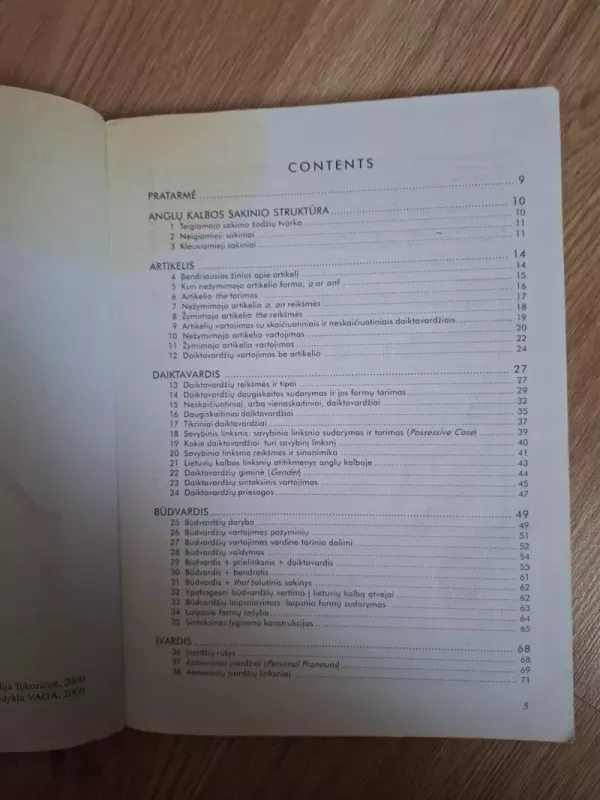 CONTENTS
PRATARMĖ 9
ANGLŲ KALBOS SAKINIO STRUKTŪRA 10
1 Teigiamojo sakinio žodžių tvarka 10
2 Neigiamieji sakiniai 11
3 Klausiamieji sakiniai 11
ARTIKELIS 14
4 Bendriausios žinios apie artikelį 14
5 Kuri nežymimojo artikelio forma, a ar an? 15
6 Artikelio the tarimas 16
7 Nežymimojo artikelio a, an reikšmės 17
8 Žymimojo artikelio the reikšmės 18
9 Artikelių vartojimas su skaičiuotiniais ir neskaičiuotiniais daiktavardžiais 19
10 Nežymimojo artikelio vartojimas 20
11 Žymimojo artikelio vartojimas 22
12 Daiktavardžių vartojimas be artikelio 24
DAIKTAVARDIS 27
13 Daiktavardžių reikšmės ir tipai 27
14 Daiktavardžių daugiskaitos sudarymas ir jos formų tarimas 29
15 Neskaičiuotiniai, arba vienaskaitiniai, daiktavardžiai 32
16 Daugiskaitiniai daiktavardžiai 35
17 Tikriniai daiktavardžiai 37
18 Savybinis linksnis: savybinio linksnio sudarymas ir tarimas (Possessive Case) 39
19 Kokie daiktavardžiai turi savybinį linksnį 40
20 Savybinio linksnio reikšmės ir sinonimika 41
21 Lietuvių kalbos linksnių atitikmenys anglų kalboje 43
22 Daiktavardžių giminė (Gender) 44
23 Daiktavardžių sintaksinis vartojimas 45
24 Daiktavardžių priesagos 47
BŪDVARDIS 49
25 Būdvardžių daryba 49
26 Būdvardžių vartojimas pažyminiu 51
27 Būdvardžių vartojimas vardine tarinio dalimi 52
28 Būdvardžių valdymas 54
29 Būdvardis + prielinksnis + daiktavardis 55
30 Būdvardis + bendratis 61
31 Būdvardis + that šalutinis sakinys 62
32 Ypatingesni būdvardžių vertimo į lietuvių kalbą atvejai 62
33 Būdvardžių laipsniavimas laipsnio formų sudarymas 63
34 Laipsnio formų rašyba 64
35 Sintaksinės lyginimo konstrukcijos 65
ĮVARDIS 68
36 Įvardžių rūšys 68
37 Asmeniniai įvardžiai (Personal Pronouns) 69
38 Asmeninių įvardžių linksniai 71
5
2000
VAGA, 2000